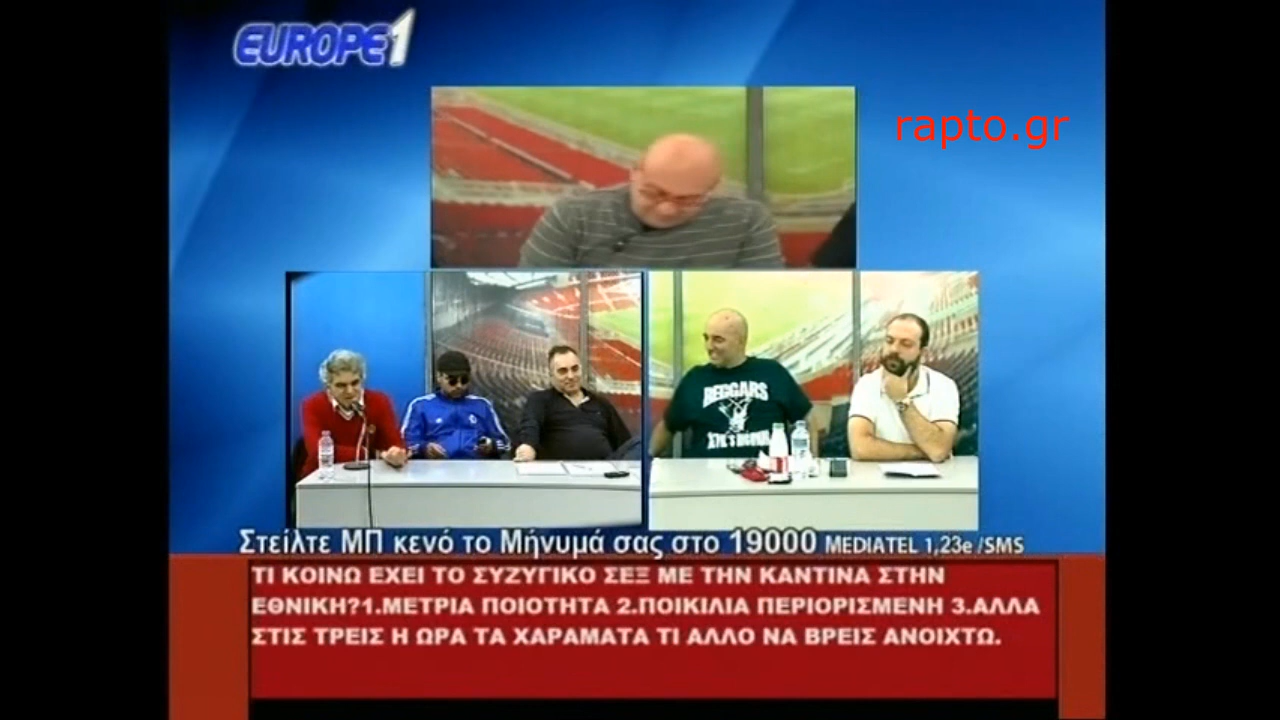 EUROPE1
rapto.gr
BEGGARS
Στείλτε ΜΠ κενό το Μήνυμά σας στο 19000 MEDIATEL 1,23e /SMS
ΤΙ ΚΟΙΝΩ ΕΧΕΙ ΤΟ ΣΥΖΥΓΙΚΟ ΣΕΞ ΜΕ ΤΗΝ ΚΑΝΤΙΝΑ ΣΤΗΝ
ΕΘΝΙΚΗ?1.ΜΕΤΡΙΑ ΠΟΙΟΤΗΤΑ 2.ΠΟΙΚΙΛΙΑ ΠΕΡΙΟΡΙΣΜΕΝΗ 3.ΑΛΛΑ
ΣΤΙΣ ΤΡΕΙΣ Η ΩΡΑ ΤΑ ΧΑΡΑΜΑΤΑ ΤΙ ΑΛΛΟ ΝΑ ΒΡΕΙΣ ΑΝΟΙΧΤΩ.